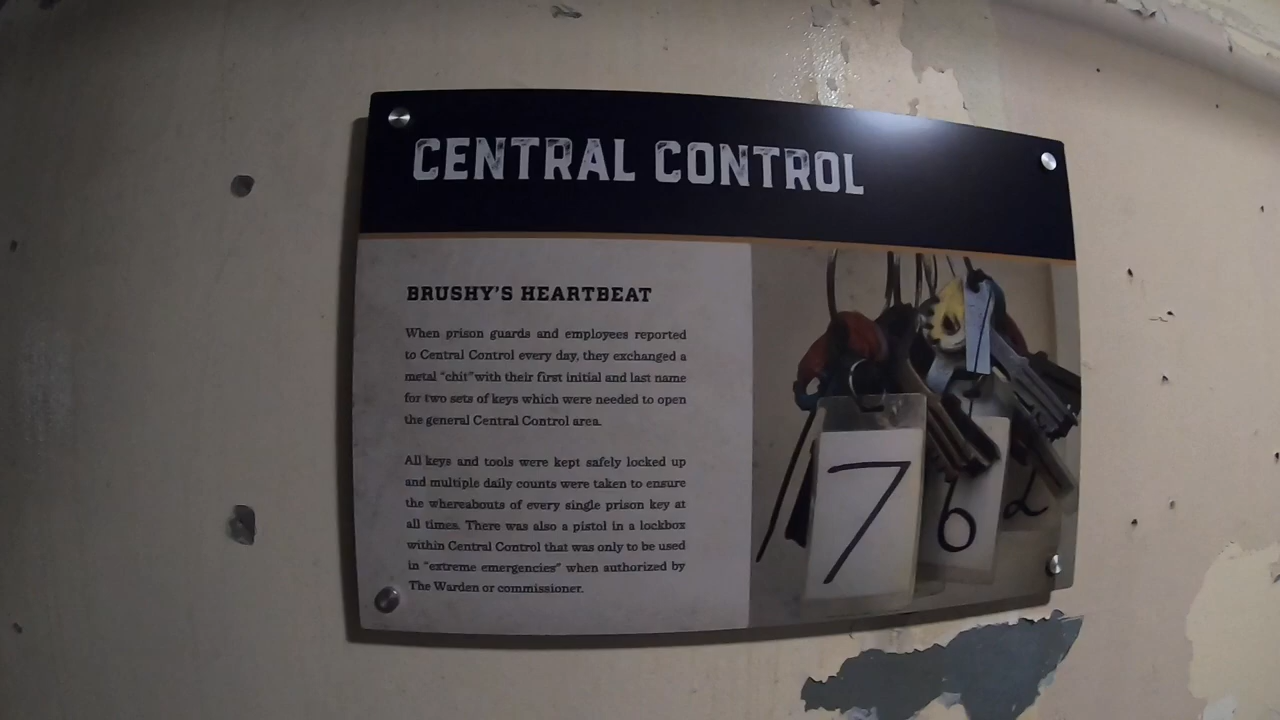 CENTRAL CONTROL
BRUSHY'S HEARTBEAT
When prison guards and employees reported
to Central Control every day, they exchanged a
metal "chit"with their first initial and last name
for two sets of keys which were needed to open
the general Central Control area.
All keys and tools were kept safely locked up
and multiple daily counts were taken to ensure
the whereabouts of every single prison key at
all times. There was also a pistol in a lockbox
within Central Control that was only to be used
in "extreme emergencies" when authorized by
The Warden or commissioner.
7
6
2